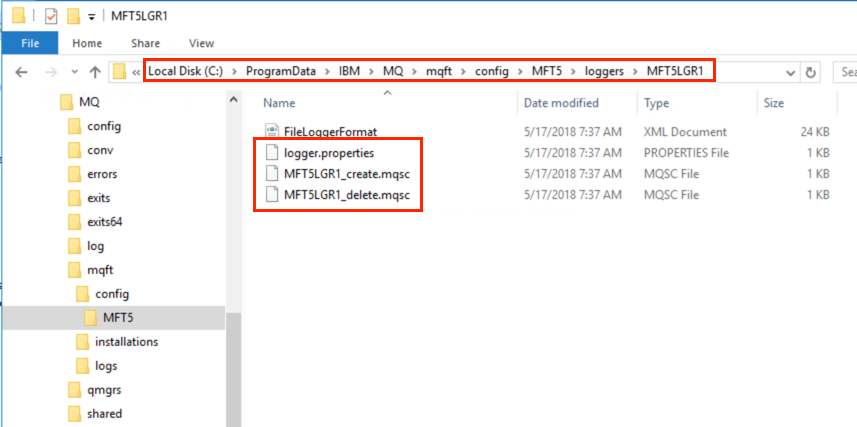 MFT5LGR1
File Home Share View
« Local Disk (C:) > ProgramData > IBM > MQ > mqft > config > MFT5 > loggers > MFT5LGR1
Sea
MQ
config
conv
errors
exits
exits64
log
mqft
config
MFT5
installations
logs
qmgrs
shared
Name Date modified Type Size
FileLoggerFormat 5/17/2018 7:37 AM XML Document 24 KB
logger.properties 5/17/2018 7:37 AM PROPERTIES File 1 KB
MFT5LGR1_create.mqsc 5/17/2018 7:37 AM MQSC File 1 KB
MFT5LGR1_delete.mqsc 5/17/2018 7:37 AM MQSC File 1 KB